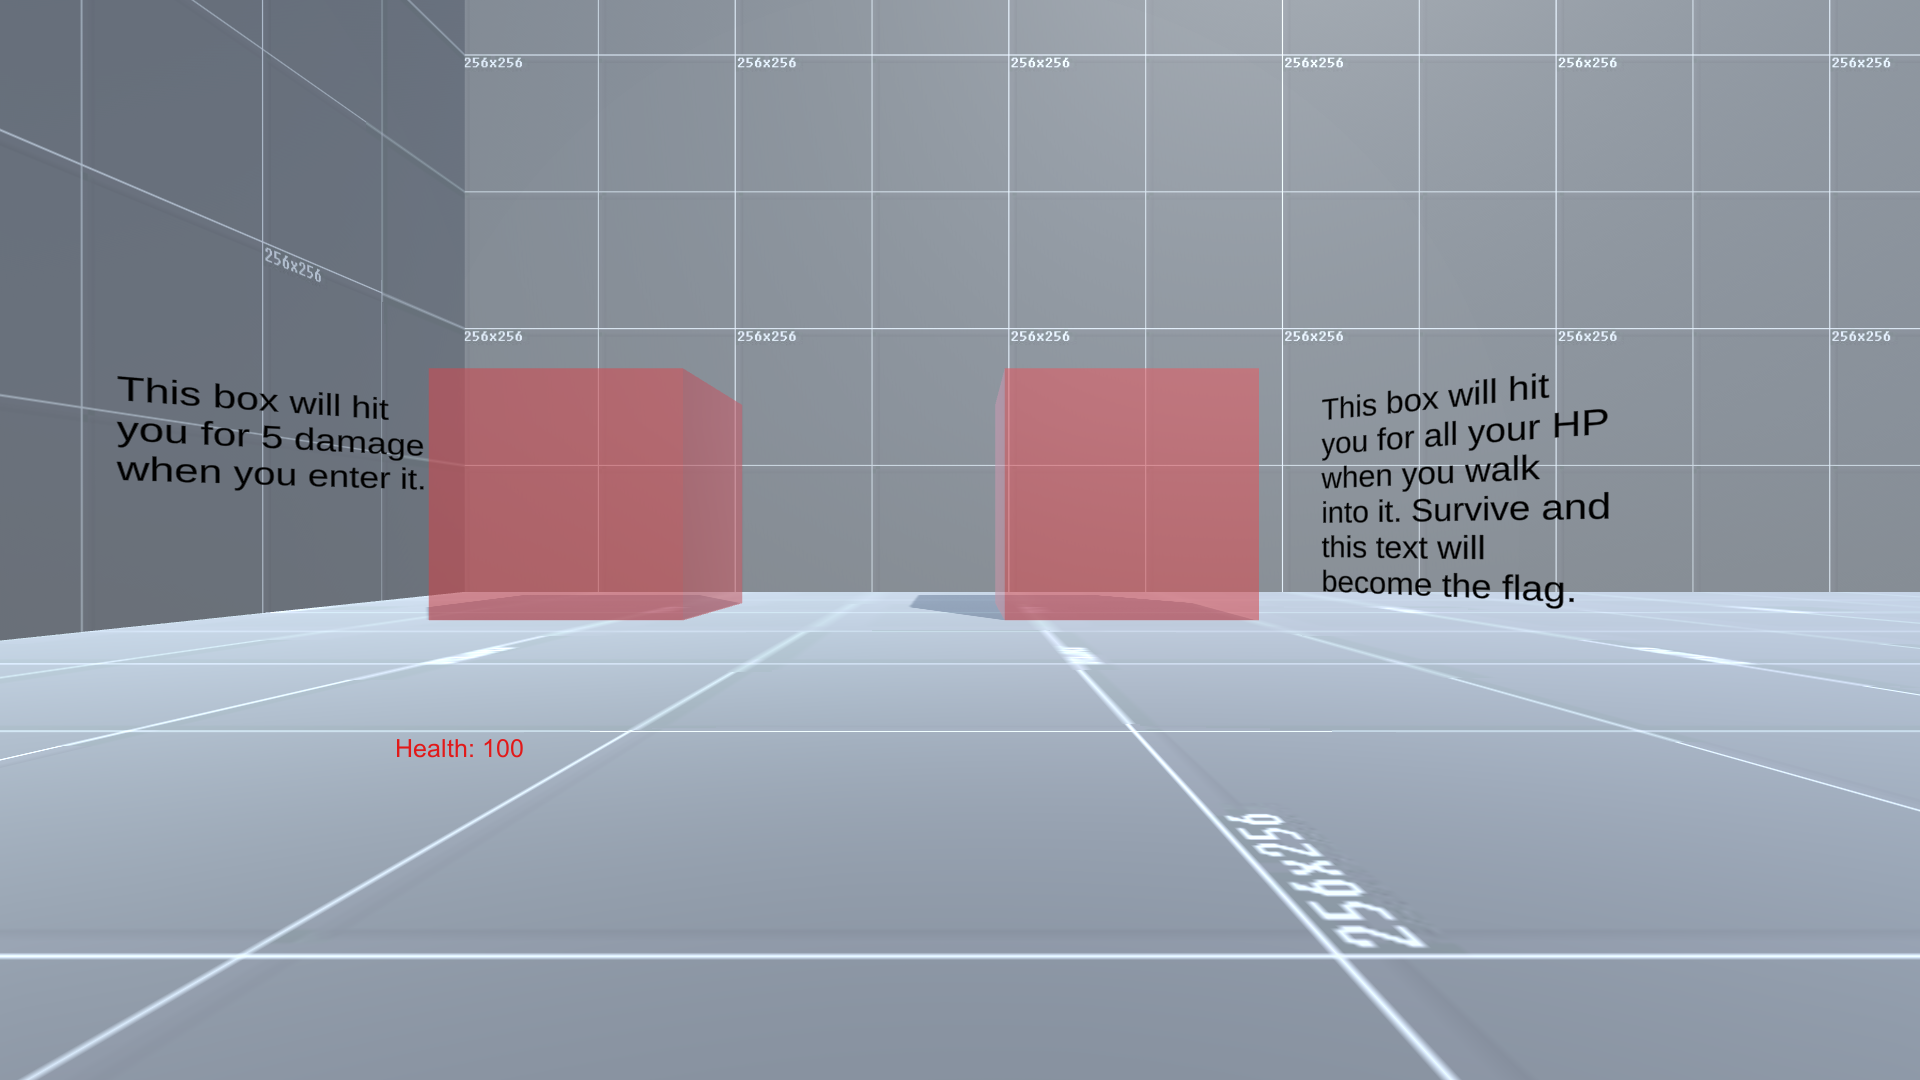 256x256 256x256 256x256 256x256 256x256 256x256
256x256
256x256 256x256 256x256 256x256 256x256 256x256
This box will hit
you for 5 damage
when you enter it.
This box will hit
you for all your HP
when you walk
into it. Survive and
this text will
become the flag.
Health: 100
256x256